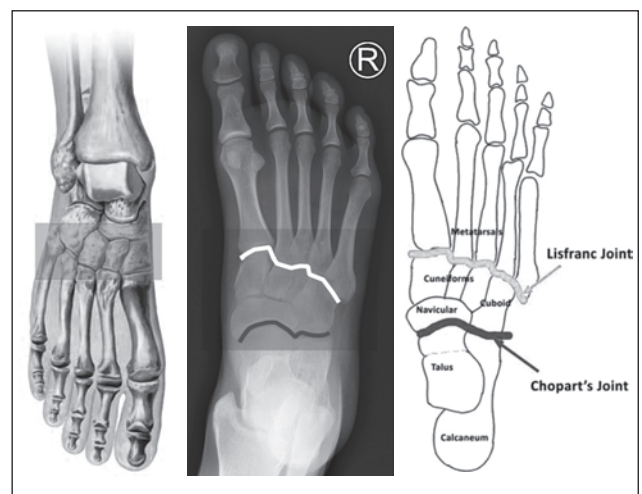 R
Metatarsals
Lisfranc Joint
Cuneiforms
Cuboid
Navicular
Talus
Chopart's Joint
Calcaneum